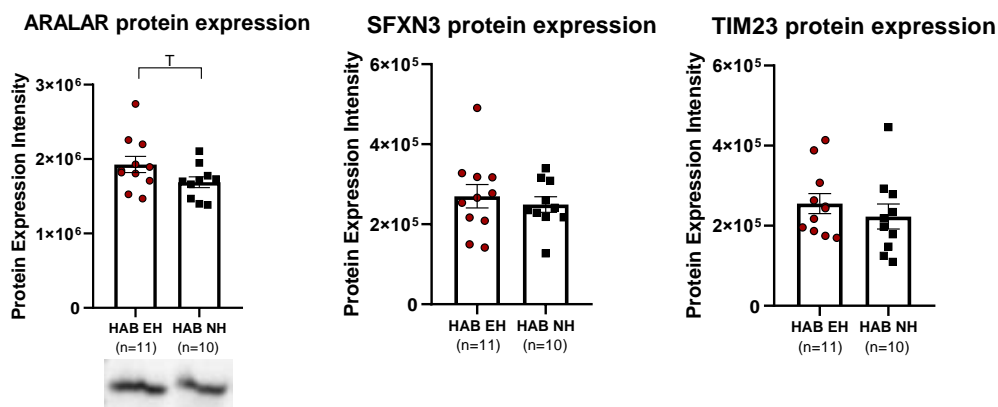 ARALAR protein expression
Protein Expression Intensity
3×10⁶
2×10⁶
1×10⁶
0
T
HAB EH
(n=11)
HAB NH
(n=10)
SFXN3 protein expression
Protein Expression Intensity
6×10⁵
4×10⁵
2×10⁵
0
HAB EH
(n=11)
HAB NH
(n=10)
TIM23 protein expression
Protein Expression Intensity
6×10⁵
4×10⁵
2×10⁵
0
HAB EH
(n=11)
HAB NH
(n=10)